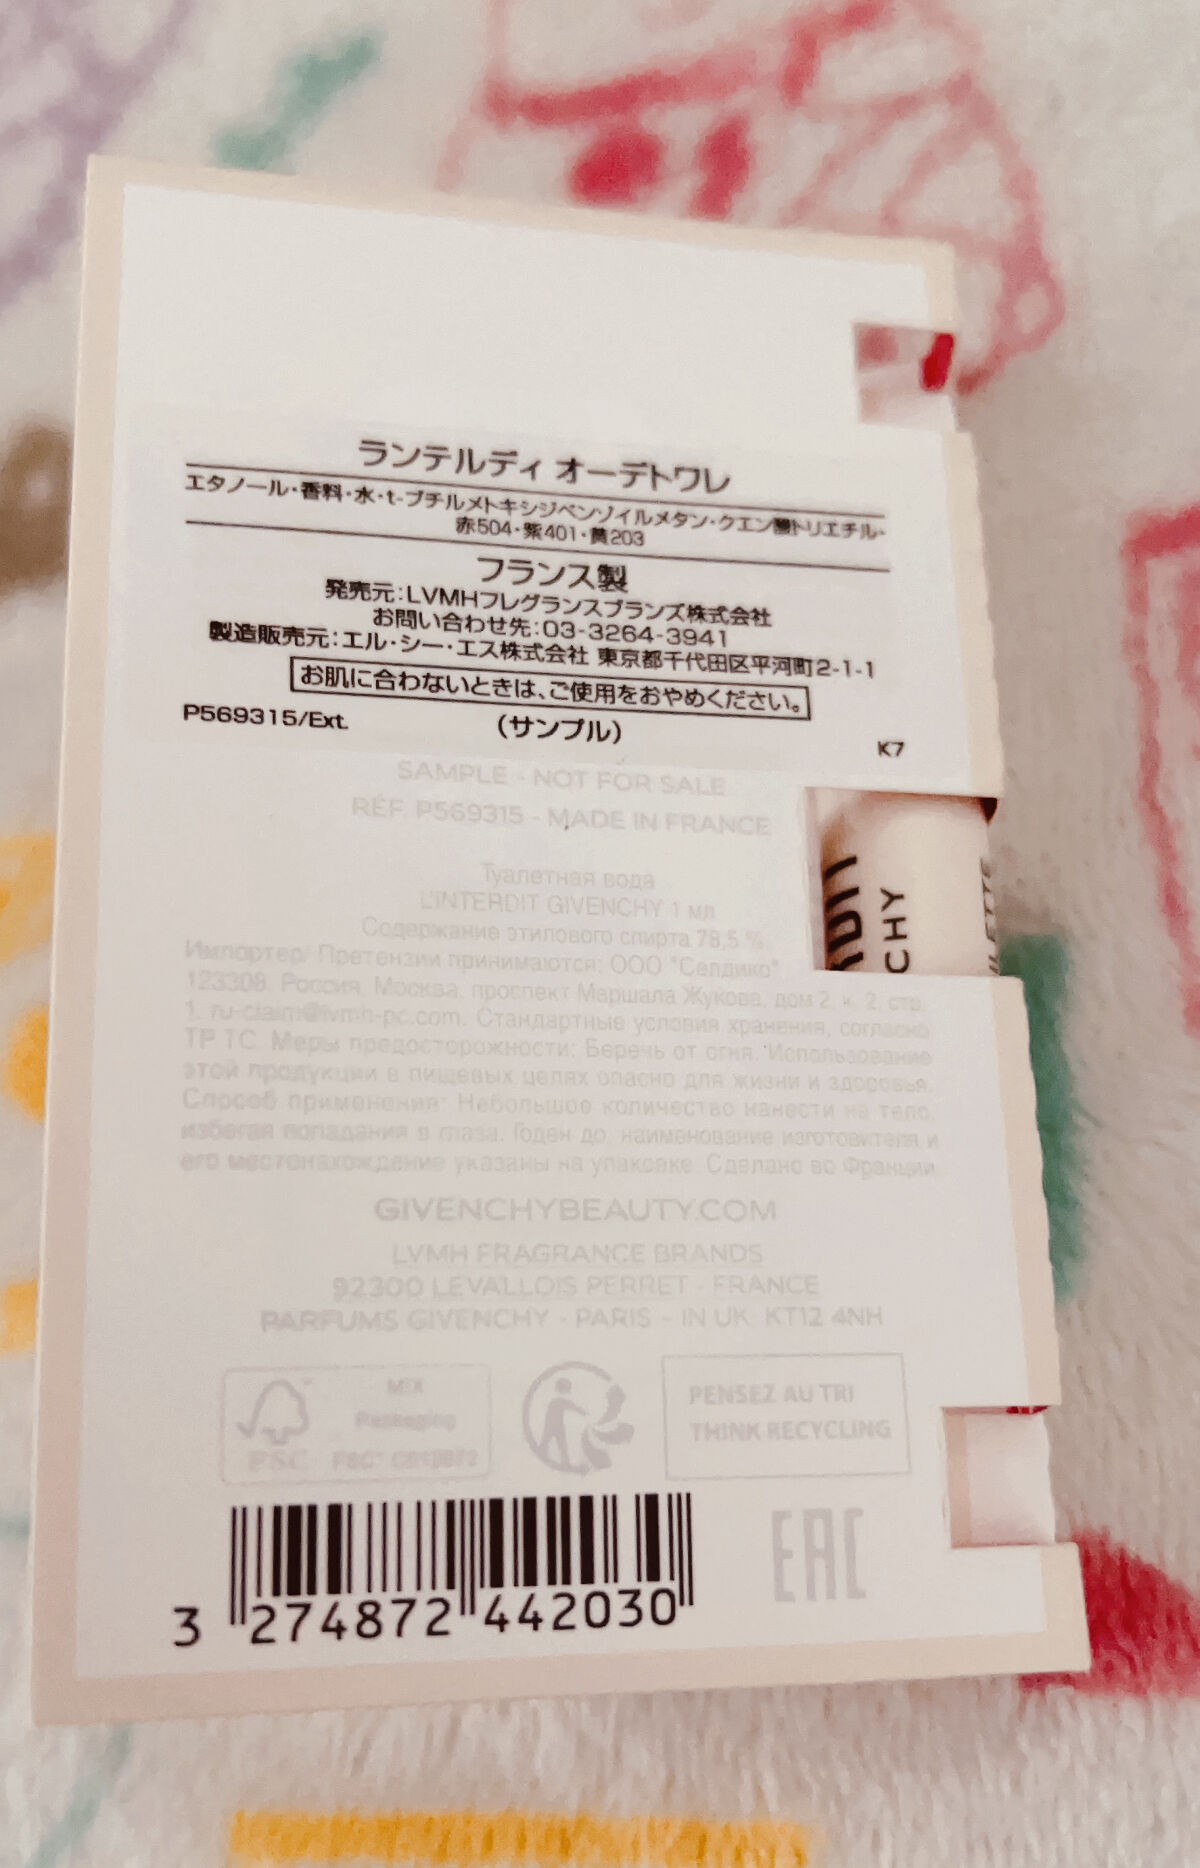 ランテルディ オーデトワレ
エタノール・香料・水・t-ブチルメトキシジベンゾイルメタン・クエン酸トリエチル・
赤504・紫401・黄203
フランス製
発売元:LVMHフレグランスブランズ株式会社
お問い合わせ先:03-3264-3941
製造販売元:エル・シー・エス株式会社 東京都千代田区平河町2-1-1
お肌に合わないときは、ご使用をおやめください。
P569315/Ext.
(サンプル)
K7
SAMPLE - NOT FOR SALE
RÉF. P569315 - MADE IN FRANCE
Туалетная вода
L'INTERDIT GIVENCHY 1 мл
Содержание этилового спирта 78,5 %.
Импортер/ Претензии принимаются: ООО "Селдико"
123308, Россия, Москва, проспект Маршала Жукова, дом 2, к. 2, стр.
1, ru-claim@lvmh-pc.com. Стандартные условия хранения, согласно
ТР ТС. Меры предосторожности: Беречь от огня. Использование
этой продукции в пищевых целях опасно для жизни и здоровья.
Способ применения: Небольшое количество нанести на тело,
избегая попадания в глаза. Годен до, наименование изготовителя и
его местонахождение указаны на упаковке. Сделано во Франции.
GIVENCHYBEAUTY.COM
LVMH FRAGRANCE BRANDS
92300 LEVALLOIS PERRET - FRANCE
PARFUMS GIVENCHY - PARIS - IN UK: KT12 4NH
MIX
Packaging
FSC
PENSEZ AU TRI
THINK RECYCLING
EAC
3 274872 442030
CHY